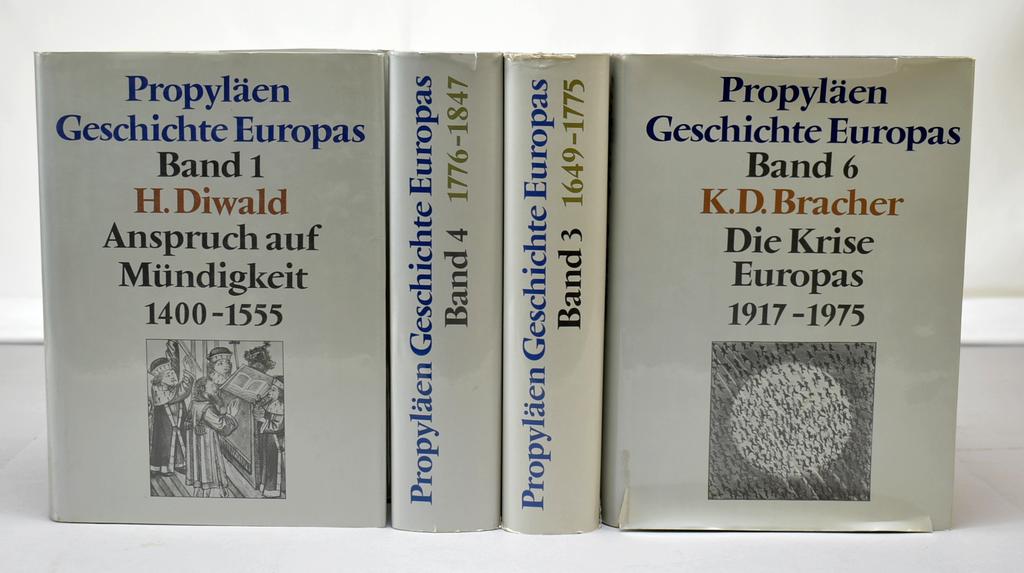 Propyläen
Geschichte Europas
Band 1
H. Diwald
Anspruch auf
Mündigkeit
1400-1555
Propyläen Geschichte Europas
Band 4 1776-1847
Propyläen Geschichte Europas
Band 3 1649-1775
Propyläen
Geschichte Europas
Band 6
K.D. Bracher
Die Krise
Europas
1917-1975